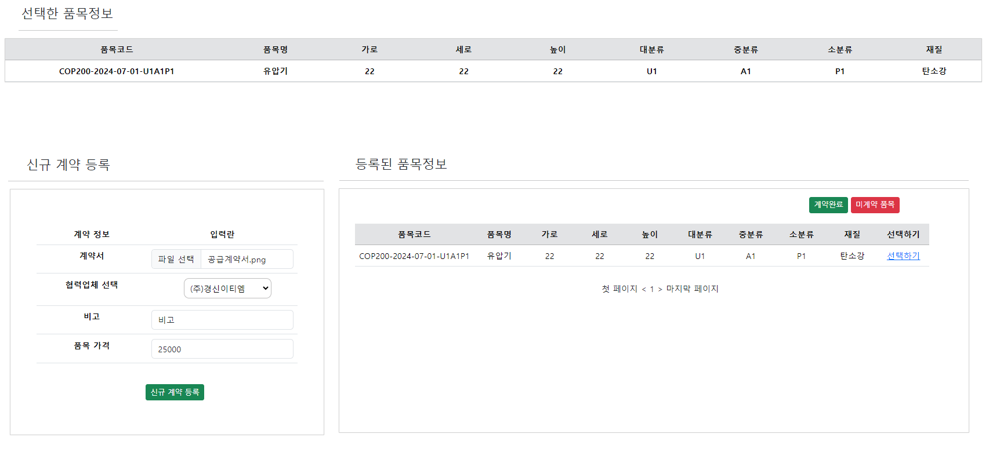 선택한 품목정보
품목코드 품목명 가로 세로 높이 대분류 중분류 소분류 재질
COP200-2024-07-01-U1A1P1 유압기 22 22 22 U1 A1 P1 탄소강
신규 계약 등록
계약 정보 입력란
계약서 파일 선택 공급계약서.png
협력업체 선택 (주)경신이티엠
비고 비고
품목 가격 25000
신규 계약 등록
등록된 품목정보
계약완료 미계약 품목
품목코드 품목명 가로 세로 높이 대분류 중분류 소분류 재질 선택하기
COP200-2024-07-01-U1A1P1 유압기 22 22 22 U1 A1 P1 탄소강 선택하기
첫 페이지 < 1 > 마지막 페이지